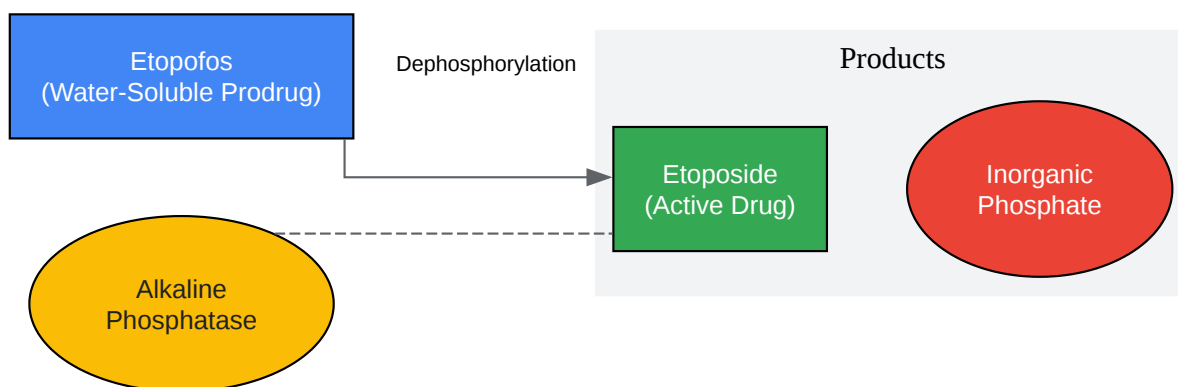 Etopofos
(Water-Soluble Prodrug)
Dephosphorylation
Products
Etoposide
(Active Drug)
Inorganic
Phosphate
Alkaline
Phosphatase